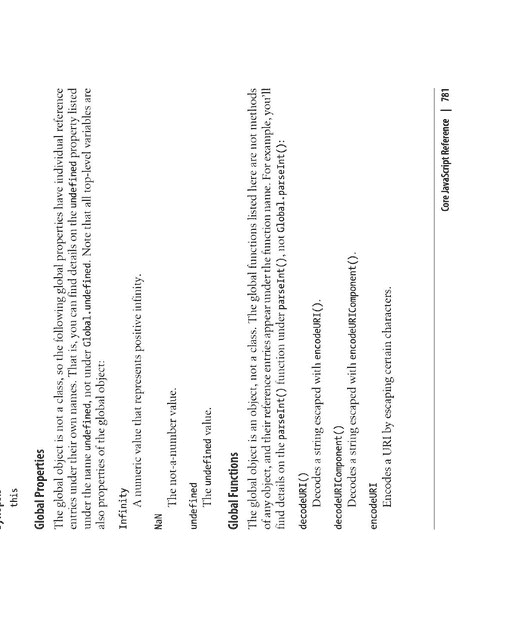 this
Global Properties
The global object is not a class, so the following global properties have individual reference
entries under their own names. That is, you can find details on the undefined property listed
under the name undefined, not under Global.undefined. Note that all top-level variables are
also properties of the global object:
Infinity
A numeric value that represents positive infinity.
NaN
The not-a-number value.
undefined
The undefined value.
Global Functions
The global object is an object, not a class. The global functions listed here are not methods
of any object, and their reference entries appear under the function name. For example, you'll
find details on the parseInt() function under parseInt(), not Global.parseInt():
decodeURI()
Decodes a string escaped with encodeURI().
decodeURIComponent()
Decodes a string escaped with encodeURIComponent().
encodeURI
Encodes a URI by escaping certain characters.
Core JavaScript Reference | 781